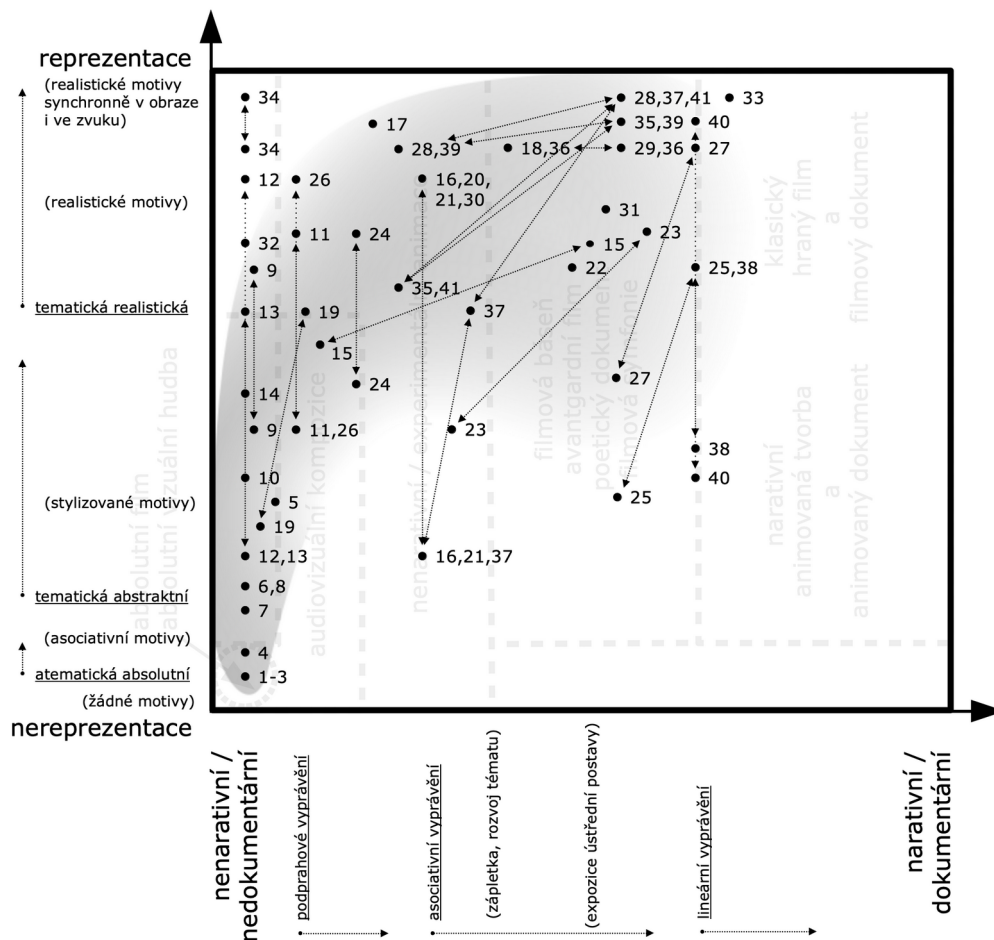 reprezentace
(realistické motivy
synchronně v obraze
i ve zvuku)
(realistické motivy)
tematická realistická
(stylizované motivy)
tematická abstraktní
(asociativní motivy)
atematická absolutní
(žádné motivy)
nereprezentace
34
28,37,41
33
17
35,39
40
34
28,39
18,36
29,36
27
12
26
16,20,
21,30
31
11
24
23
32
15
9
22
25,38
35,41
13
19
37
15
24
27
14
9
11,26
23
38
10
40
5
25
19
12,13
16,21,37
6,8
7
4
1-3
absolutní film
absolutní vizuální hudba
audiovizuální kompozice
nenarativní / experimentální animace
filmová báseň
avantgardní film
poetický dokument
filmová symfonie
klasický
hraný film
a
filmový dokument
narativní
animovaná tvorba
a
animovaný dokument
nenarativní /
nedokumentární
podprahové vyprávění
asociativní vyprávění
(zápletka, rozvoj tématu)
(expozice ústřední postavy)
lineární vyprávění
narativní /
dokumentární